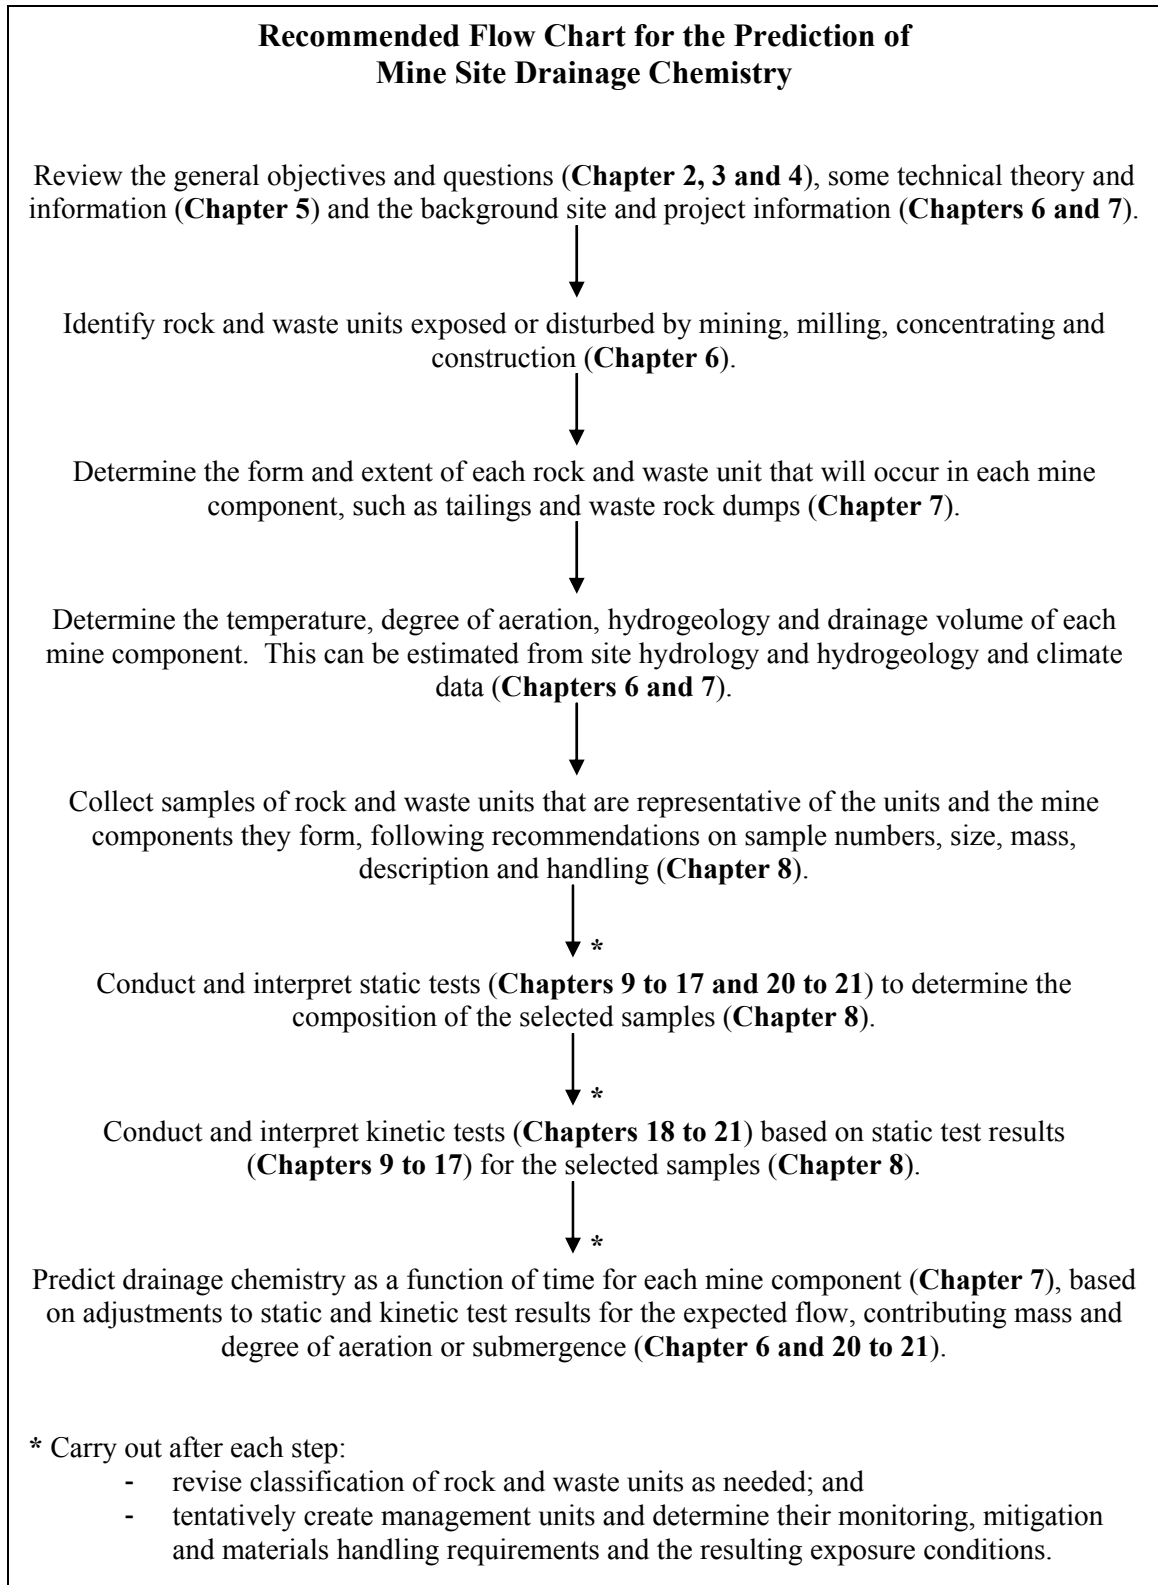 Recommended Flow Chart for the Prediction of
Mine Site Drainage Chemistry
Review the general objectives and questions (Chapter 2, 3 and 4), some technical theory and
information (Chapter 5) and the background site and project information (Chapters 6 and 7).
Identify rock and waste units exposed or disturbed by mining, milling, concentrating and
construction (Chapter 6).
Determine the form and extent of each rock and waste unit that will occur in each mine
component, such as tailings and waste rock dumps (Chapter 7).
Determine the temperature, degree of aeration, hydrogeology and drainage volume of each
mine component.  This can be estimated from site hydrology and hydrogeology and climate
data (Chapters 6 and 7).
Collect samples of rock and waste units that are representative of the units and the mine
components they form, following recommendations on sample numbers, size, mass,
description and handling (Chapter 8).
*
Conduct and interpret static tests (Chapters 9 to 17 and 20 to 21) to determine the
composition of the selected samples (Chapter 8).
*
Conduct and interpret kinetic tests (Chapters 18 to 21) based on static test results
(Chapters 9 to 17) for the selected samples (Chapter 8).
*
Predict drainage chemistry as a function of time for each mine component (Chapter 7), based
on adjustments to static and kinetic test results for the expected flow, contributing mass and
degree of aeration or submergence (Chapter 6 and 20 to 21).
* Carry out after each step:
- revise classification of rock and waste units as needed; and
- tentatively create management units and determine their monitoring, mitigation
and materials handling requirements and the resulting exposure conditions.